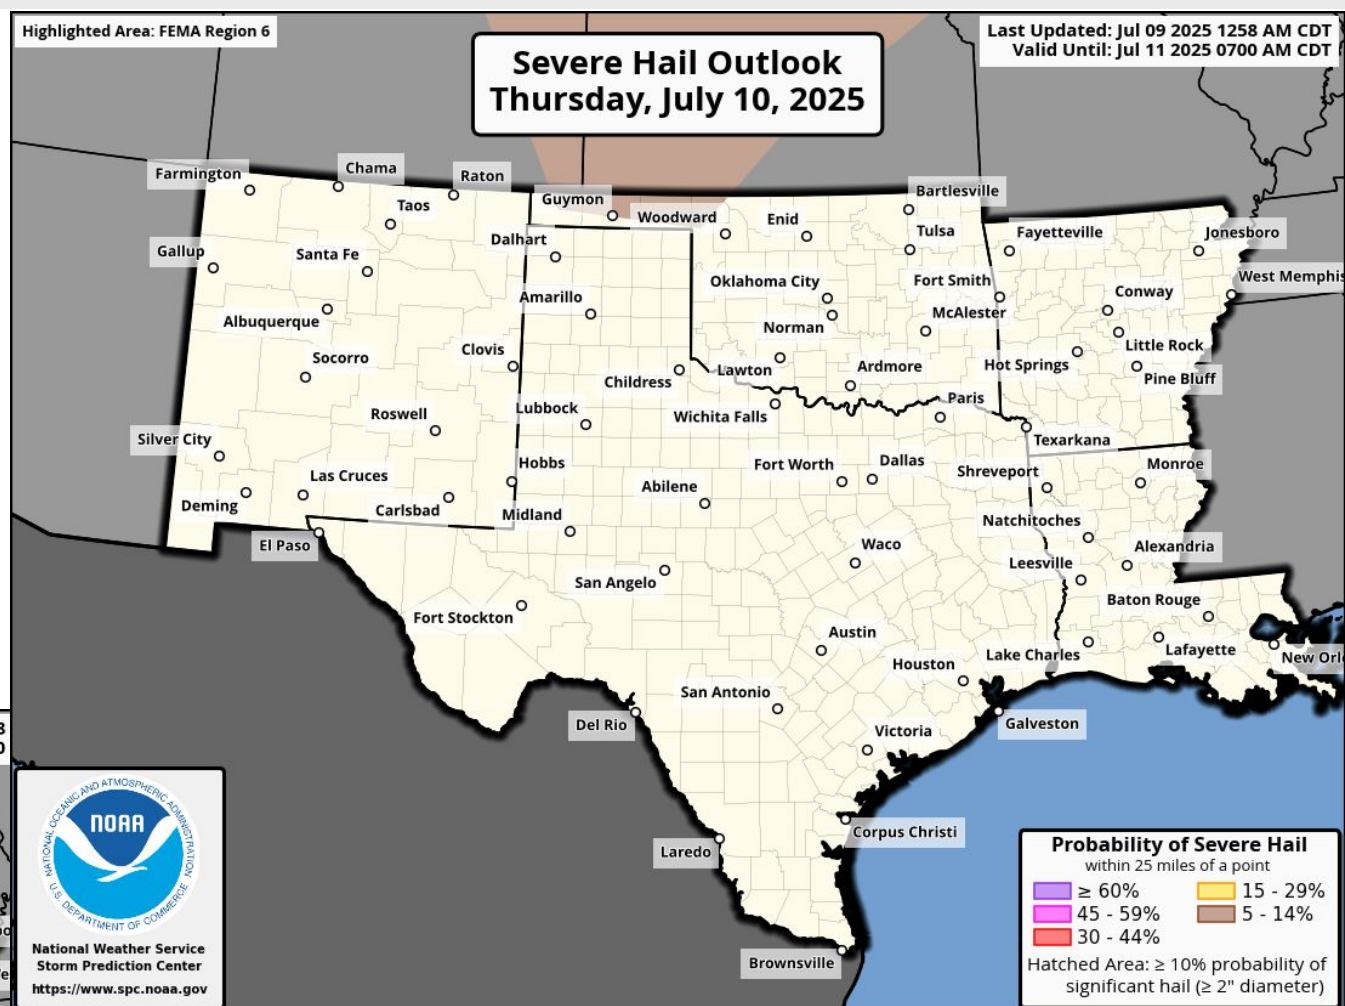 Highlighted Area: FEMA Region 6
Severe Hail Outlook
Thursday, July 10, 2025
Last Updated: Jul 09 2025 1258 AM CDT
Valid Until: Jul 11 2025 0700 AM CDT
Farmington
Chama
Raton
Taos
Guymon
Woodward
Enid
Bartlesville
Tulsa
Fayetteville
Jonesboro
Gallup
Santa Fe
Dalhart
Oklahoma City
Fort Smith
West Memphis
Albuquerque
Amarillo
Norman
McAlester
Conway
Little Rock
Socorro
Clovis
Childress
Lawton
Ardmore
Hot Springs
Pine Bluff
Roswell
Lubbock
Wichita Falls
Paris
Texarkana
Silver City
Las Cruces
Hobbs
Fort Worth
Dallas
Shreveport
Monroe
Deming
Carlsbad
Midland
Abilene
Natchitoches
El Paso
San Angelo
Waco
Leesville
Alexandria
Fort Stockton
Baton Rouge
Austin
Houston
Lake Charles
Lafayette
New Orl
San Antonio
Del Rio
Victoria
Galveston
Laredo
Corpus Christi
Brownsville
8
0
NATIONAL OCEANIC AND ATMOSPHERIC ADMINISTRATION
NOAA
U.S. DEPARTMENT OF COMMERCE
National Weather Service
Storm Prediction Center
https://www.spc.noaa.gov
Probability of Severe Hail
within 25 miles of a point
≥ 60% 15 - 29%
45 - 59% 5 - 14%
30 - 44%
Hatched Area: ≥ 10% probability of
significant hail (≥ 2" diameter)